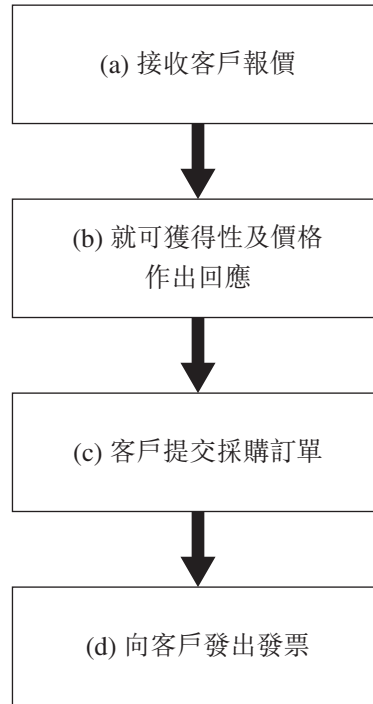 (a) 接收客戶報價
(b) 就可獲得性及價格
作出回應
(c) 客戶提交採購訂單
(d) 向客戶發出發票